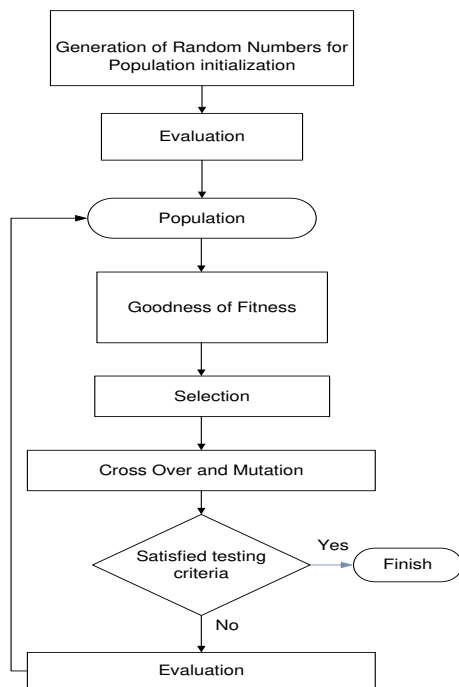 Generation of Random Numbers for
Population initialization
Evaluation
Population
Goodness of Fitness
Selection
Cross Over and Mutation
Satisfied testing
criteria
Yes
Finish
No
Evaluation